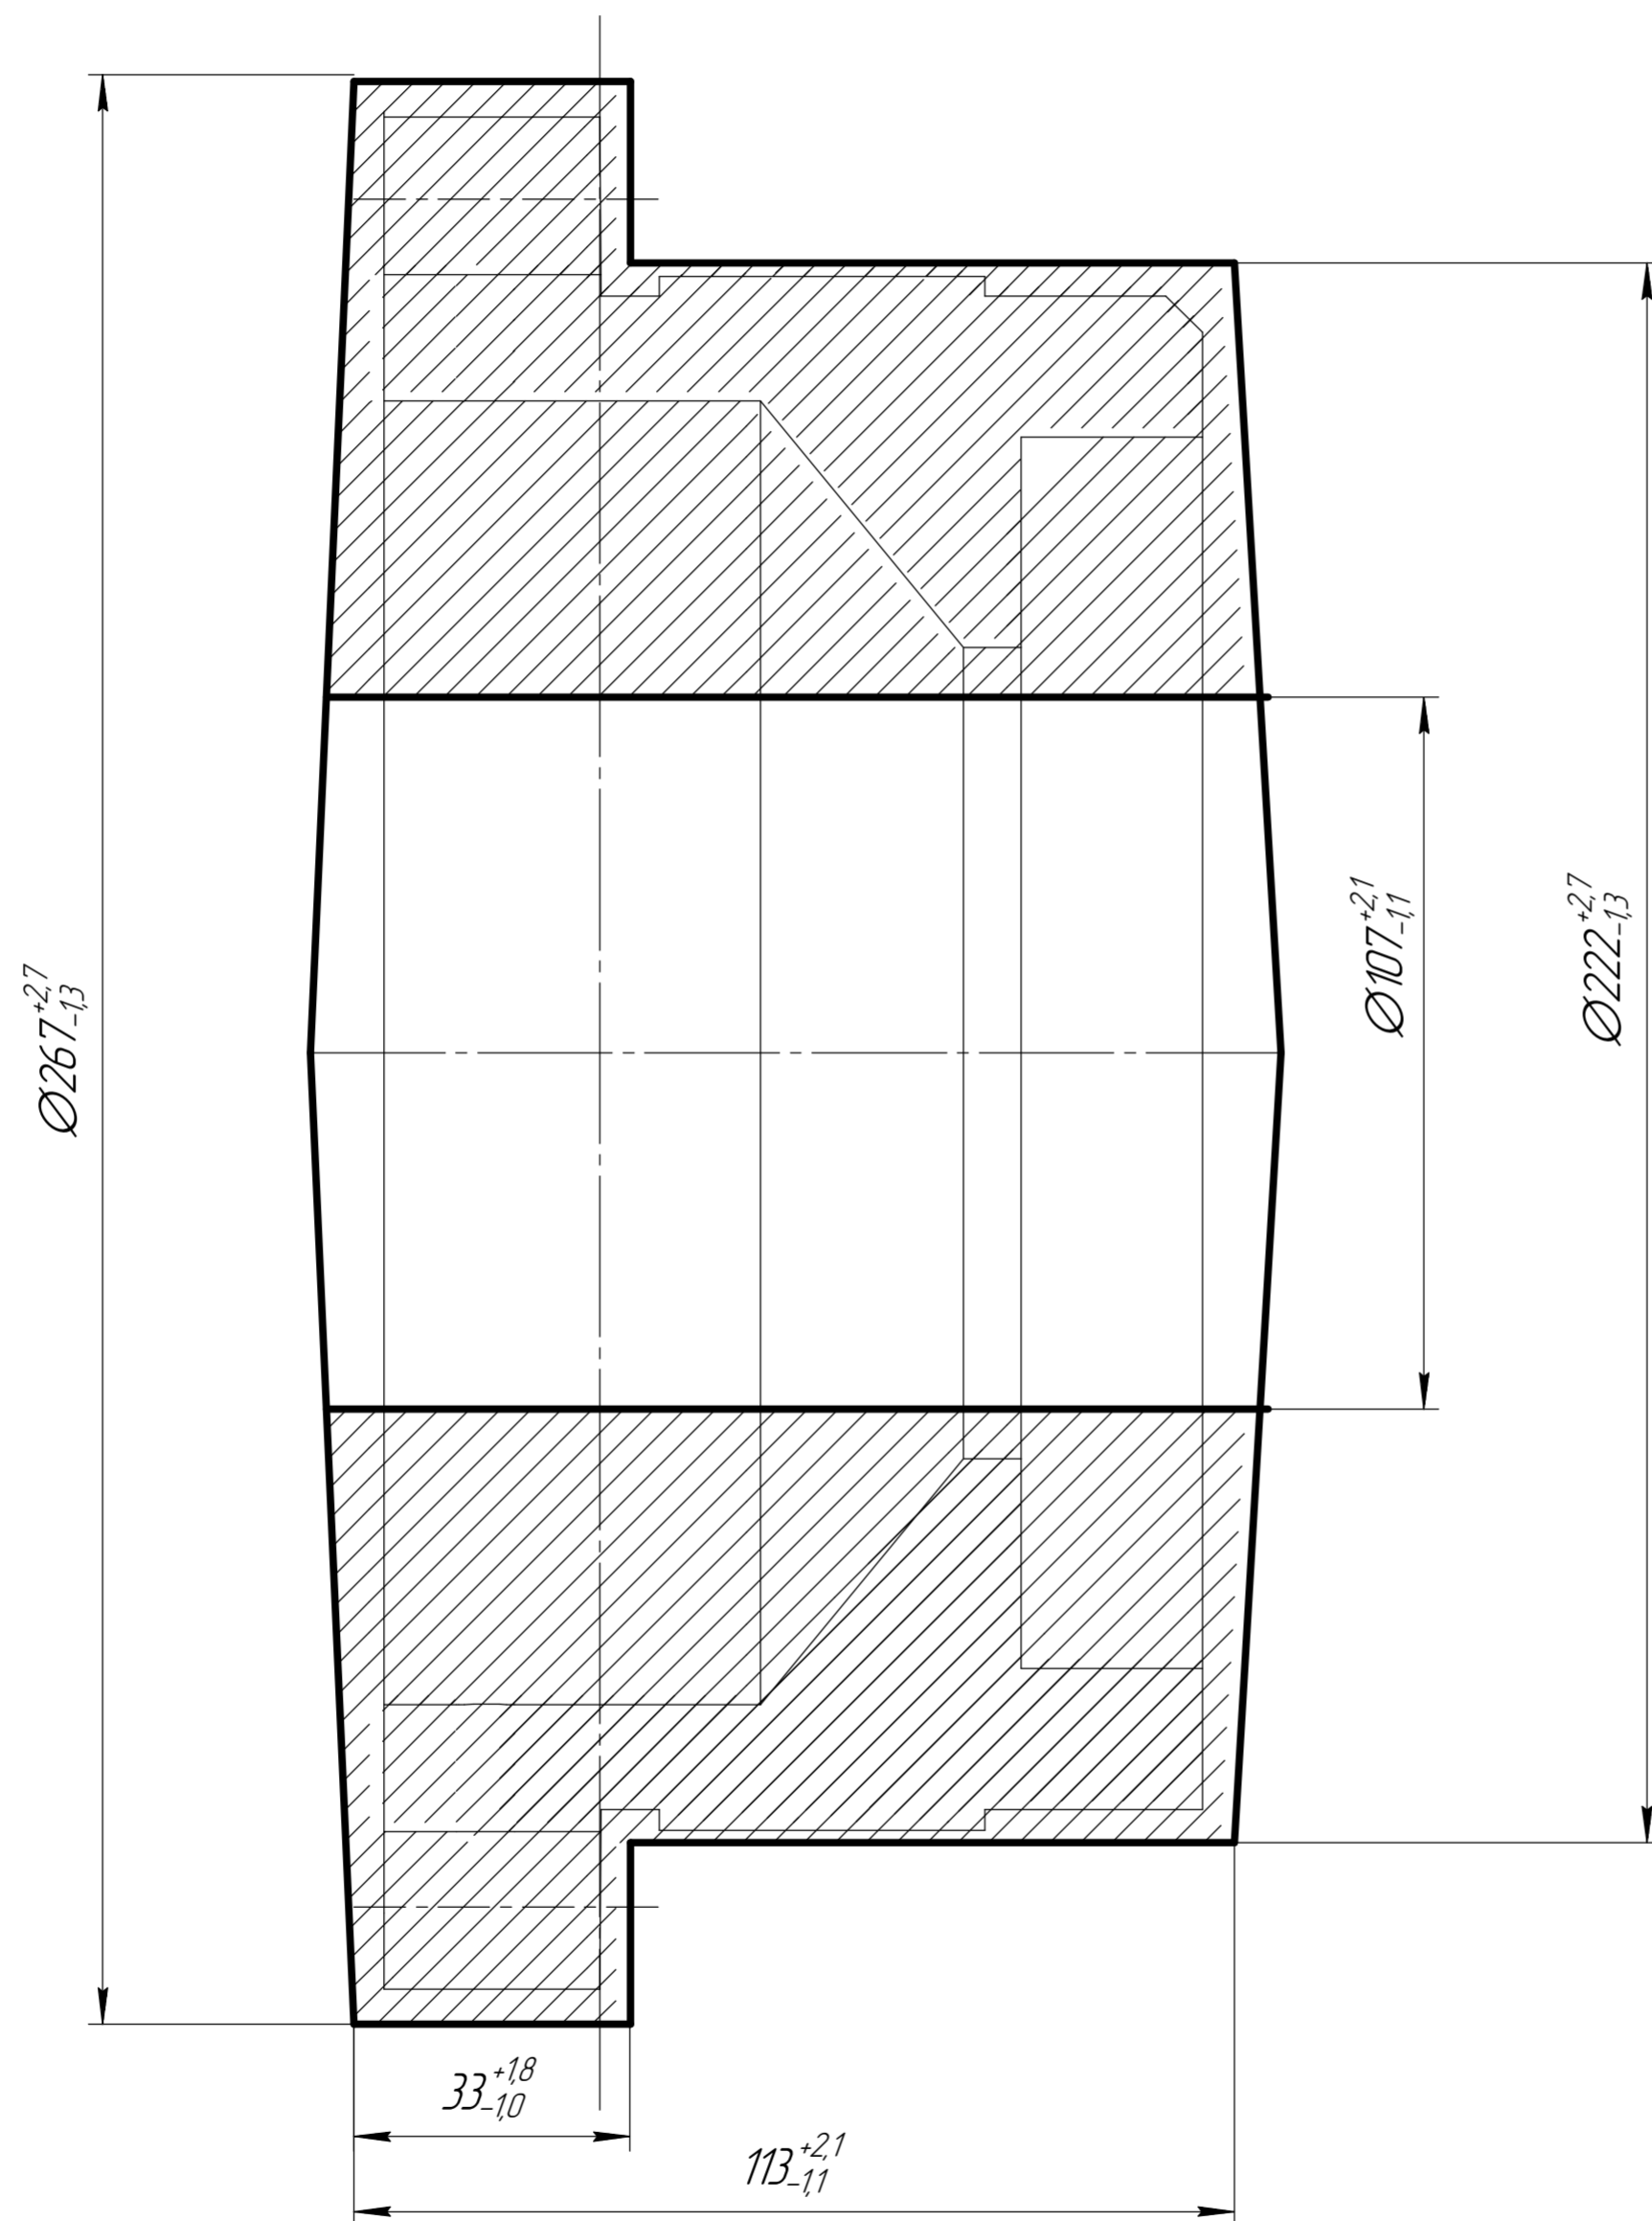 Ø267 +2,7 -1,3
Ø107 +2,1 -1,1
Ø222 +2,7 -1,3
33 +1,8 -1,0
113 +2,1 -1,1